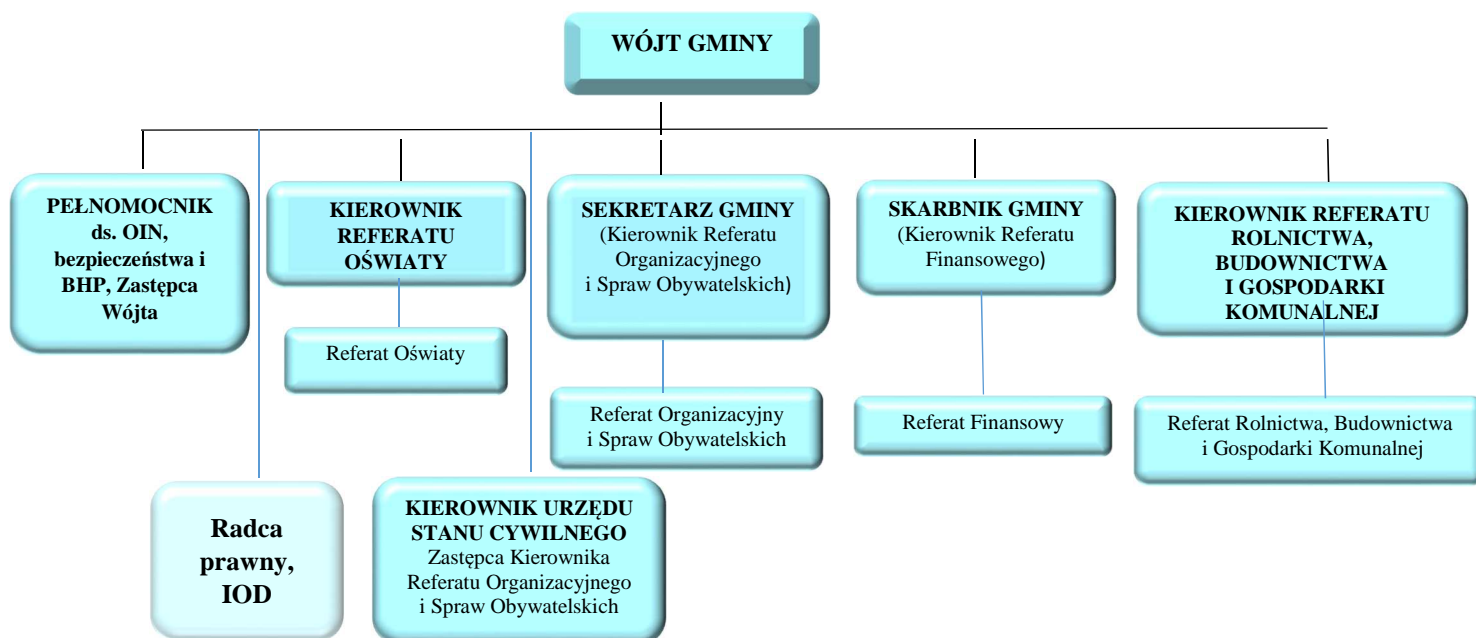 WÓJT GMINY
PEŁNOMOCNIK
ds. OIN,
bezpieczeństwa i
BHP, Zastępca
Wójta
KIEROWNIK
REFERATU
OŚWIATY
SEKRETARZ GMINY
(Kierownik Referatu
Organizacyjnego
i Spraw Obywatelskich)
SKARBNIK GMINY
(Kierownik Referatu
Finansowego)
KIEROWNIK REFERATU
ROLNICTWA,
BUDOWNICTWA
I GOSPODARKI
KOMUNALNEJ
Referat Oświaty
Referat Organizacyjny
i Spraw Obywatelskich
Referat Finansowy
Referat Rolnictwa, Budownictwa
i Gospodarki Komunalnej
Radca
prawny,
IOD
KIEROWNIK URZĘDU
STANU CYWILNEGO
Zastępca Kierownika
Referatu Organizacyjnego
i Spraw Obywatelskich